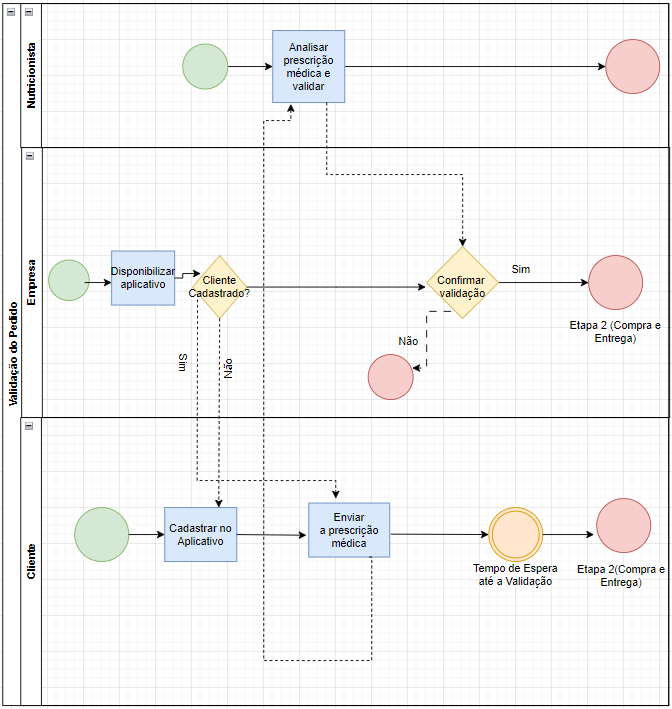 Validação do Pedido
Nutricionista
Analisar
prescrição
médica e
validar
Empresa
Disponibilizar
aplicativo
Cliente
Cadastrado?
Sim
Não
Confirmar
validação
Sim
Não
Etapa 2 (Compra e
Entrega)
Cliente
Cadastrar no
Aplicativo
Enviar
a prescrição
médica
Tempo de Espera
até a Validação
Etapa 2(Compra e
Entrega)